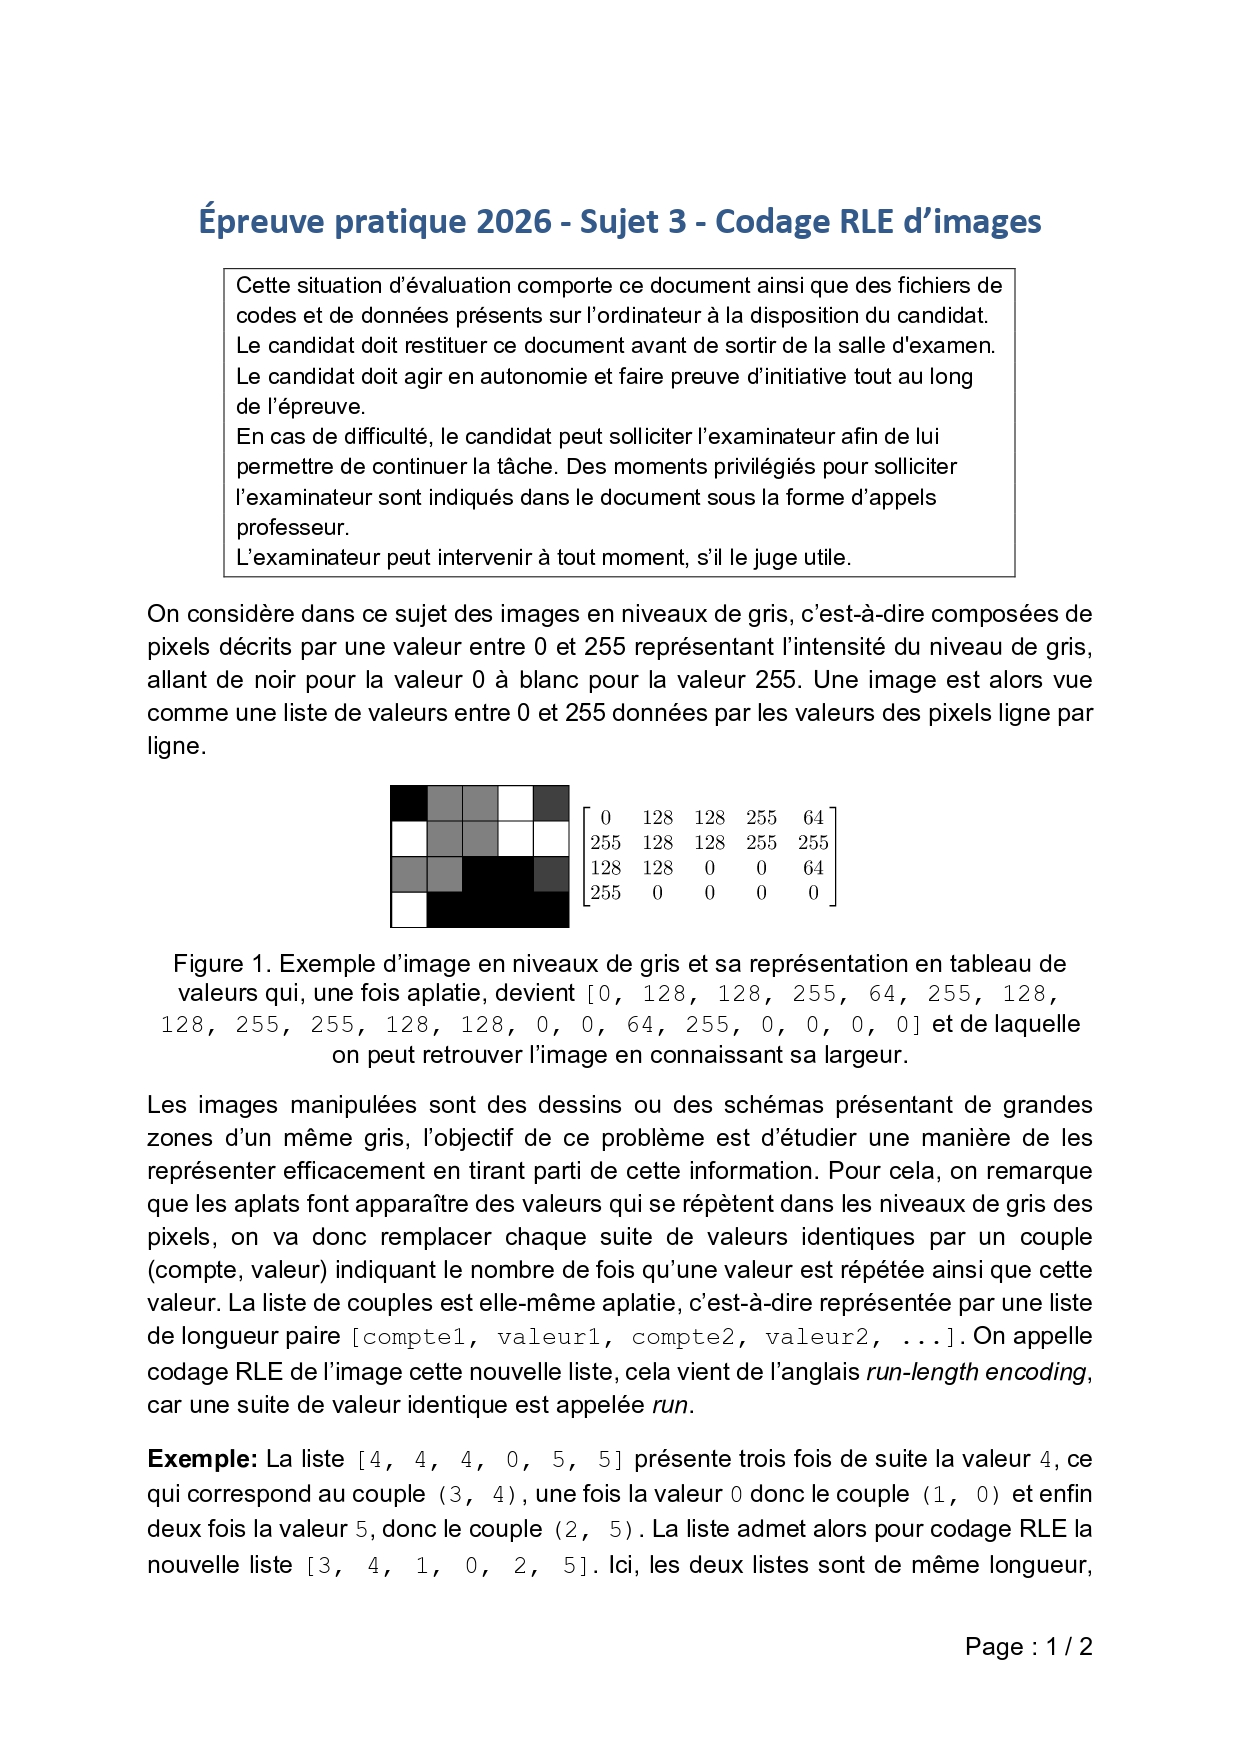 Épreuve pratique 2026 - Sujet 3 - Codage RLE d’images
Cette situation d’évaluation comporte ce document ainsi que des fichiers de
codes et de données présents sur l’ordinateur à la disposition du candidat.
Le candidat doit restituer ce document avant de sortir de la salle d'examen.
Le candidat doit agir en autonomie et faire preuve d’initiative tout au long
de l’épreuve.
En cas de difficulté, le candidat peut solliciter l’examinateur afin de lui
permettre de continuer la tâche. Des moments privilégiés pour solliciter
l’examinateur sont indiqués dans le document sous la forme d’appels
professeur.
L’examinateur peut intervenir à tout moment, s’il le juge utile.
On considère dans ce sujet des images en niveaux de gris, c’est-à-dire composées de
pixels décrits par une valeur entre 0 et 255 représentant l’intensité du niveau de gris,
allant de noir pour la valeur 0 à blanc pour la valeur 255. Une image est alors vue
comme une liste de valeurs entre 0 et 255 données par les valeurs des pixels ligne par
ligne.
0 128 128 255 64
255 128 128 255 255
128 128 0 0 64
255 0 0 0 0
Figure 1. Exemple d’image en niveaux de gris et sa représentation en tableau de
valeurs qui, une fois aplatie, devient [0, 128, 128, 255, 64, 255, 128,
128, 255, 255, 128, 128, 0, 0, 64, 255, 0, 0, 0, 0] et de laquelle
on peut retrouver l’image en connaissant sa largeur.
Les images manipulées sont des dessins ou des schémas présentant de grandes
zones d’un même gris, l’objectif de ce problème est d’étudier une manière de les
représenter efficacement en tirant parti de cette information. Pour cela, on remarque
que les aplats font apparaître des valeurs qui se répètent dans les niveaux de gris des
pixels, on va donc remplacer chaque suite de valeurs identiques par un couple
(compte, valeur) indiquant le nombre de fois qu’une valeur est répétée ainsi que cette
valeur. La liste de couples est elle-même aplatie, c’est-à-dire représentée par une liste
de longueur paire [compte1, valeur1, compte2, valeur2, ...]. On appelle
codage RLE de l’image cette nouvelle liste, cela vient de l’anglais run-length encoding,
car une suite de valeur identique est appelée run.
Exemple: La liste [4, 4, 4, 0, 5, 5] présente trois fois de suite la valeur 4, ce
qui correspond au couple (3, 4), une fois la valeur 0 donc le couple (1, 0) et enfin
deux fois la valeur 5, donc le couple (2, 5). La liste admet alors pour codage RLE la
nouvelle liste [3, 4, 1, 0, 2, 5]. Ici, les deux listes sont de même longueur,
Page : 1 / 2